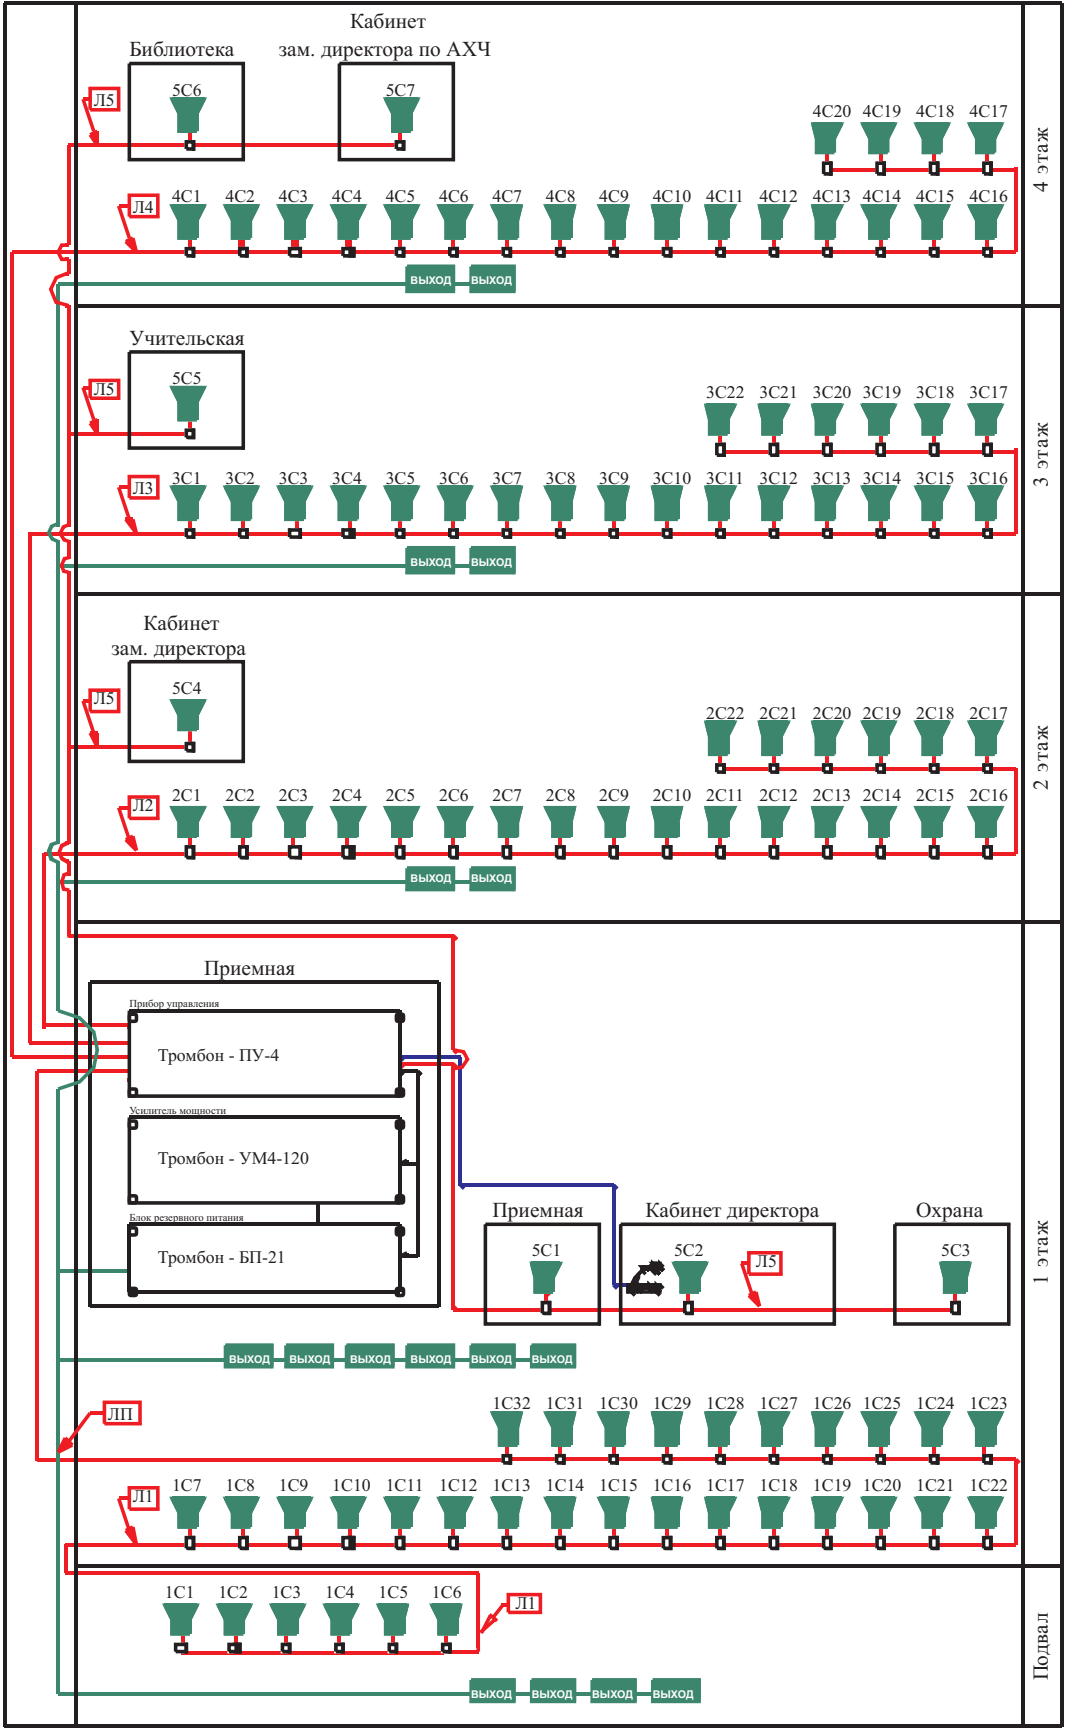 Кабинет
Библиотека зам. директора по АХЧ
Л5 5С6 5С7
4С20 4С19 4С18 4С17
4 этаж
Л4 4С1 4С2 4С3 4С4 4С5 4С6 4С7 4С8 4С9 4С10 4С11 4С12 4С13 4С14 4С15 4С16
ВЫХОД ВЫХОД
Учительская
Л5 5С5
3С22 3С21 3С20 3С19 3С18 3С17
3 этаж
Л3 3С1 3С2 3С3 3С4 3С5 3С6 3С7 3С8 3С9 3С10 3С11 3С12 3С13 3С14 3С15 3С16
ВЫХОД ВЫХОД
Кабинет
зам. директора
Л5 5С4
2С22 2С21 2С20 2С19 2С18 2С17
2 этаж
Л2 2С1 2С2 2С3 2С4 2С5 2С6 2С7 2С8 2С9 2С10 2С11 2С12 2С13 2С14 2С15 2С16
ВЫХОД ВЫХОД
Приемная
Прибор управления
Тромбон - ПУ-4
Усилитель мощности
Тромбон - УМ4-120
Блок резервного питания
Тромбон - БП-21
Приемная Кабинет директора Охрана
5С1 5С2 Л5 5С3
1 этаж
ВЫХОД ВЫХОД ВЫХОД ВЫХОД ВЫХОД ВЫХОД
ЛП 1С32 1С31 1С30 1С29 1С28 1С27 1С26 1С25 1С24 1С23
Л1 1С7 1С8 1С9 1С10 1С11 1С12 1С13 1С14 1С15 1С16 1С17 1С18 1С19 1С20 1С21 1С22
1С1 1С2 1С3 1С4 1С5 1С6 Л1
Подвал
ВЫХОД ВЫХОД ВЫХОД ВЫХОД